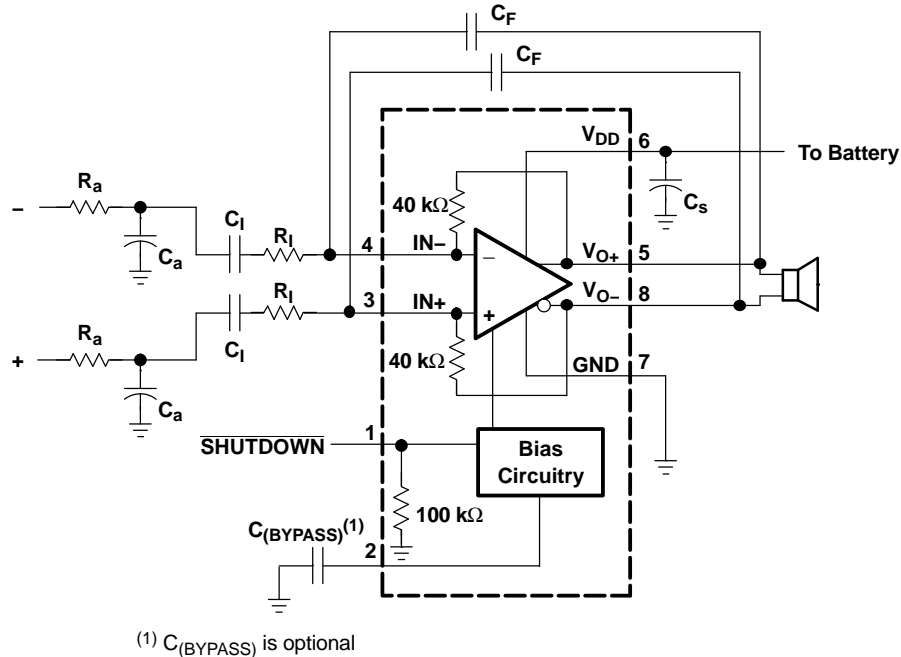 C_F
C_F
V_DD
6
To Battery
R_a
40 kΩ
C_s
−
C_I
R_I
4
IN−
−
V_O+
5
C_a
R_I
3
IN+
+
V_O−
8
R_a
C_I
40 kΩ
GND
7
+
C_a
1
SHUTDOWN
Bias
Circuitry
100 kΩ
C_(BYPASS)^(1)
2
(1) C_(BYPASS) is optional